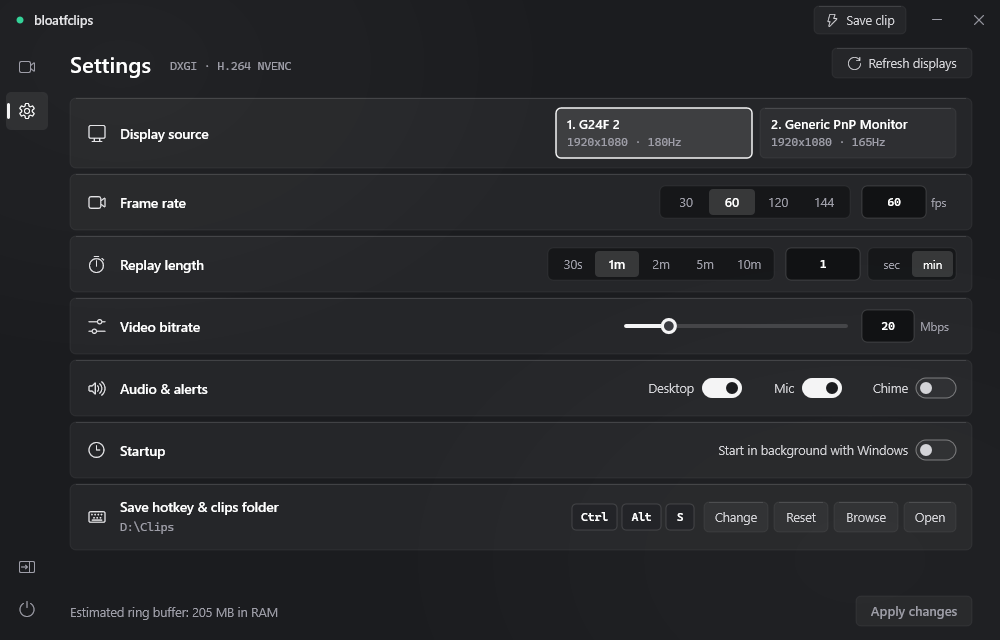 bloatfclips
Save clip
Settings
DXGI · H.264 NVENC
Refresh displays
Display source
1. G24F 2
1920x1080 · 180Hz
2. Generic PnP Monitor
1920x1080 · 165Hz
Frame rate
30 60 120 144
60 fps
Replay length
30s 1m 2m 5m 10m
1
sec min
Video bitrate
20 Mbps
Audio & alerts
Desktop
Mic
Chime
Startup
Start in background with Windows
Save hotkey & clips folder
D:\Clips
Ctrl Alt S
Change Reset Browse Open
Estimated ring buffer: 205 MB in RAM
Apply changes